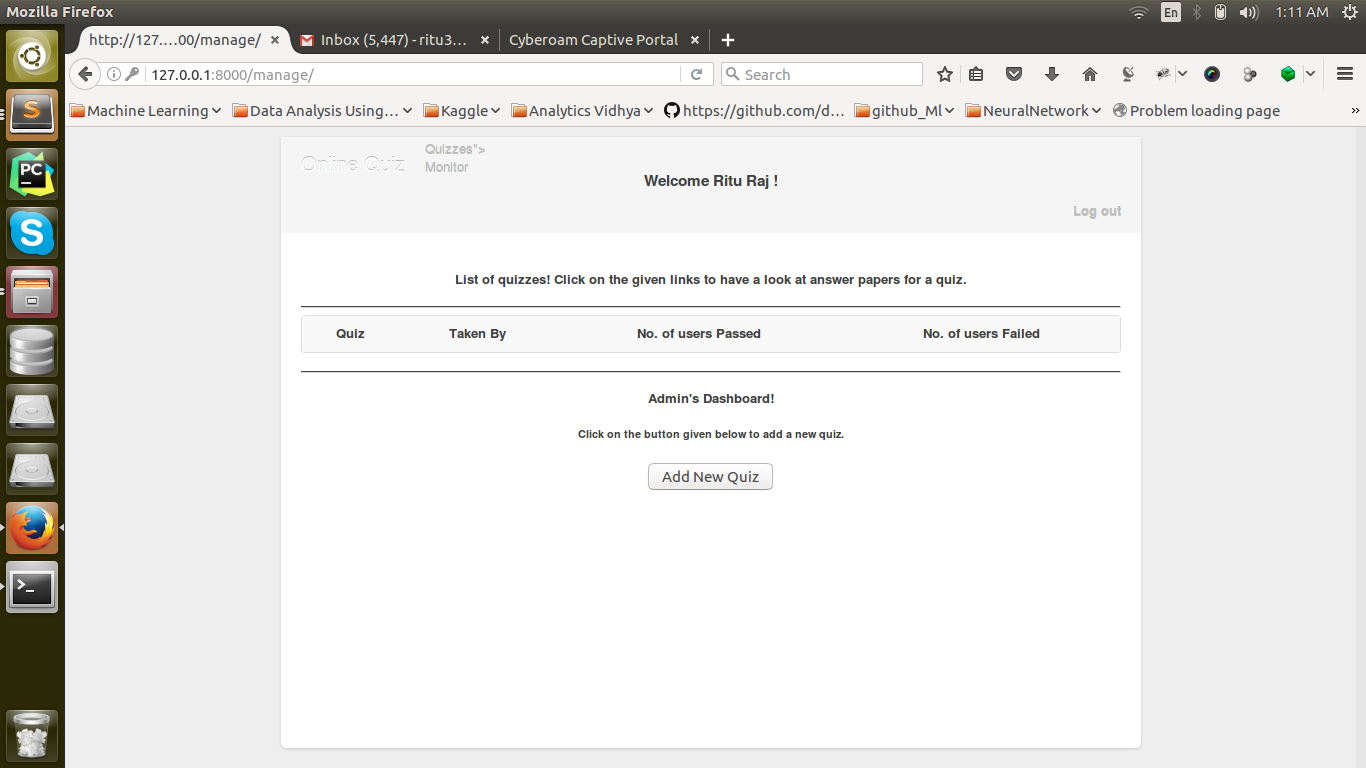 Mozilla Firefox
En
1:11 AM
http://127....00/manage/
Inbox (5,447) - ritu3...
Cyberoam Captive Portal
127.0.0.1:8000/manage/
Search
Machine Learning
Data Analysis Using...
Kaggle
Analytics Vidhya
https://github.com/d...
github_Ml
NeuralNetwork
Problem loading page
»
Online Quiz
Quizzes">
Monitor
Welcome Ritu Raj !
Log out
List of quizzes! Click on the given links to have a look at answer papers for a quiz.
Quiz
Taken By
No. of users Passed
No. of users Failed
Admin's Dashboard!
Click on the button given below to add a new quiz.
Add New Quiz
S
PC
S
>_